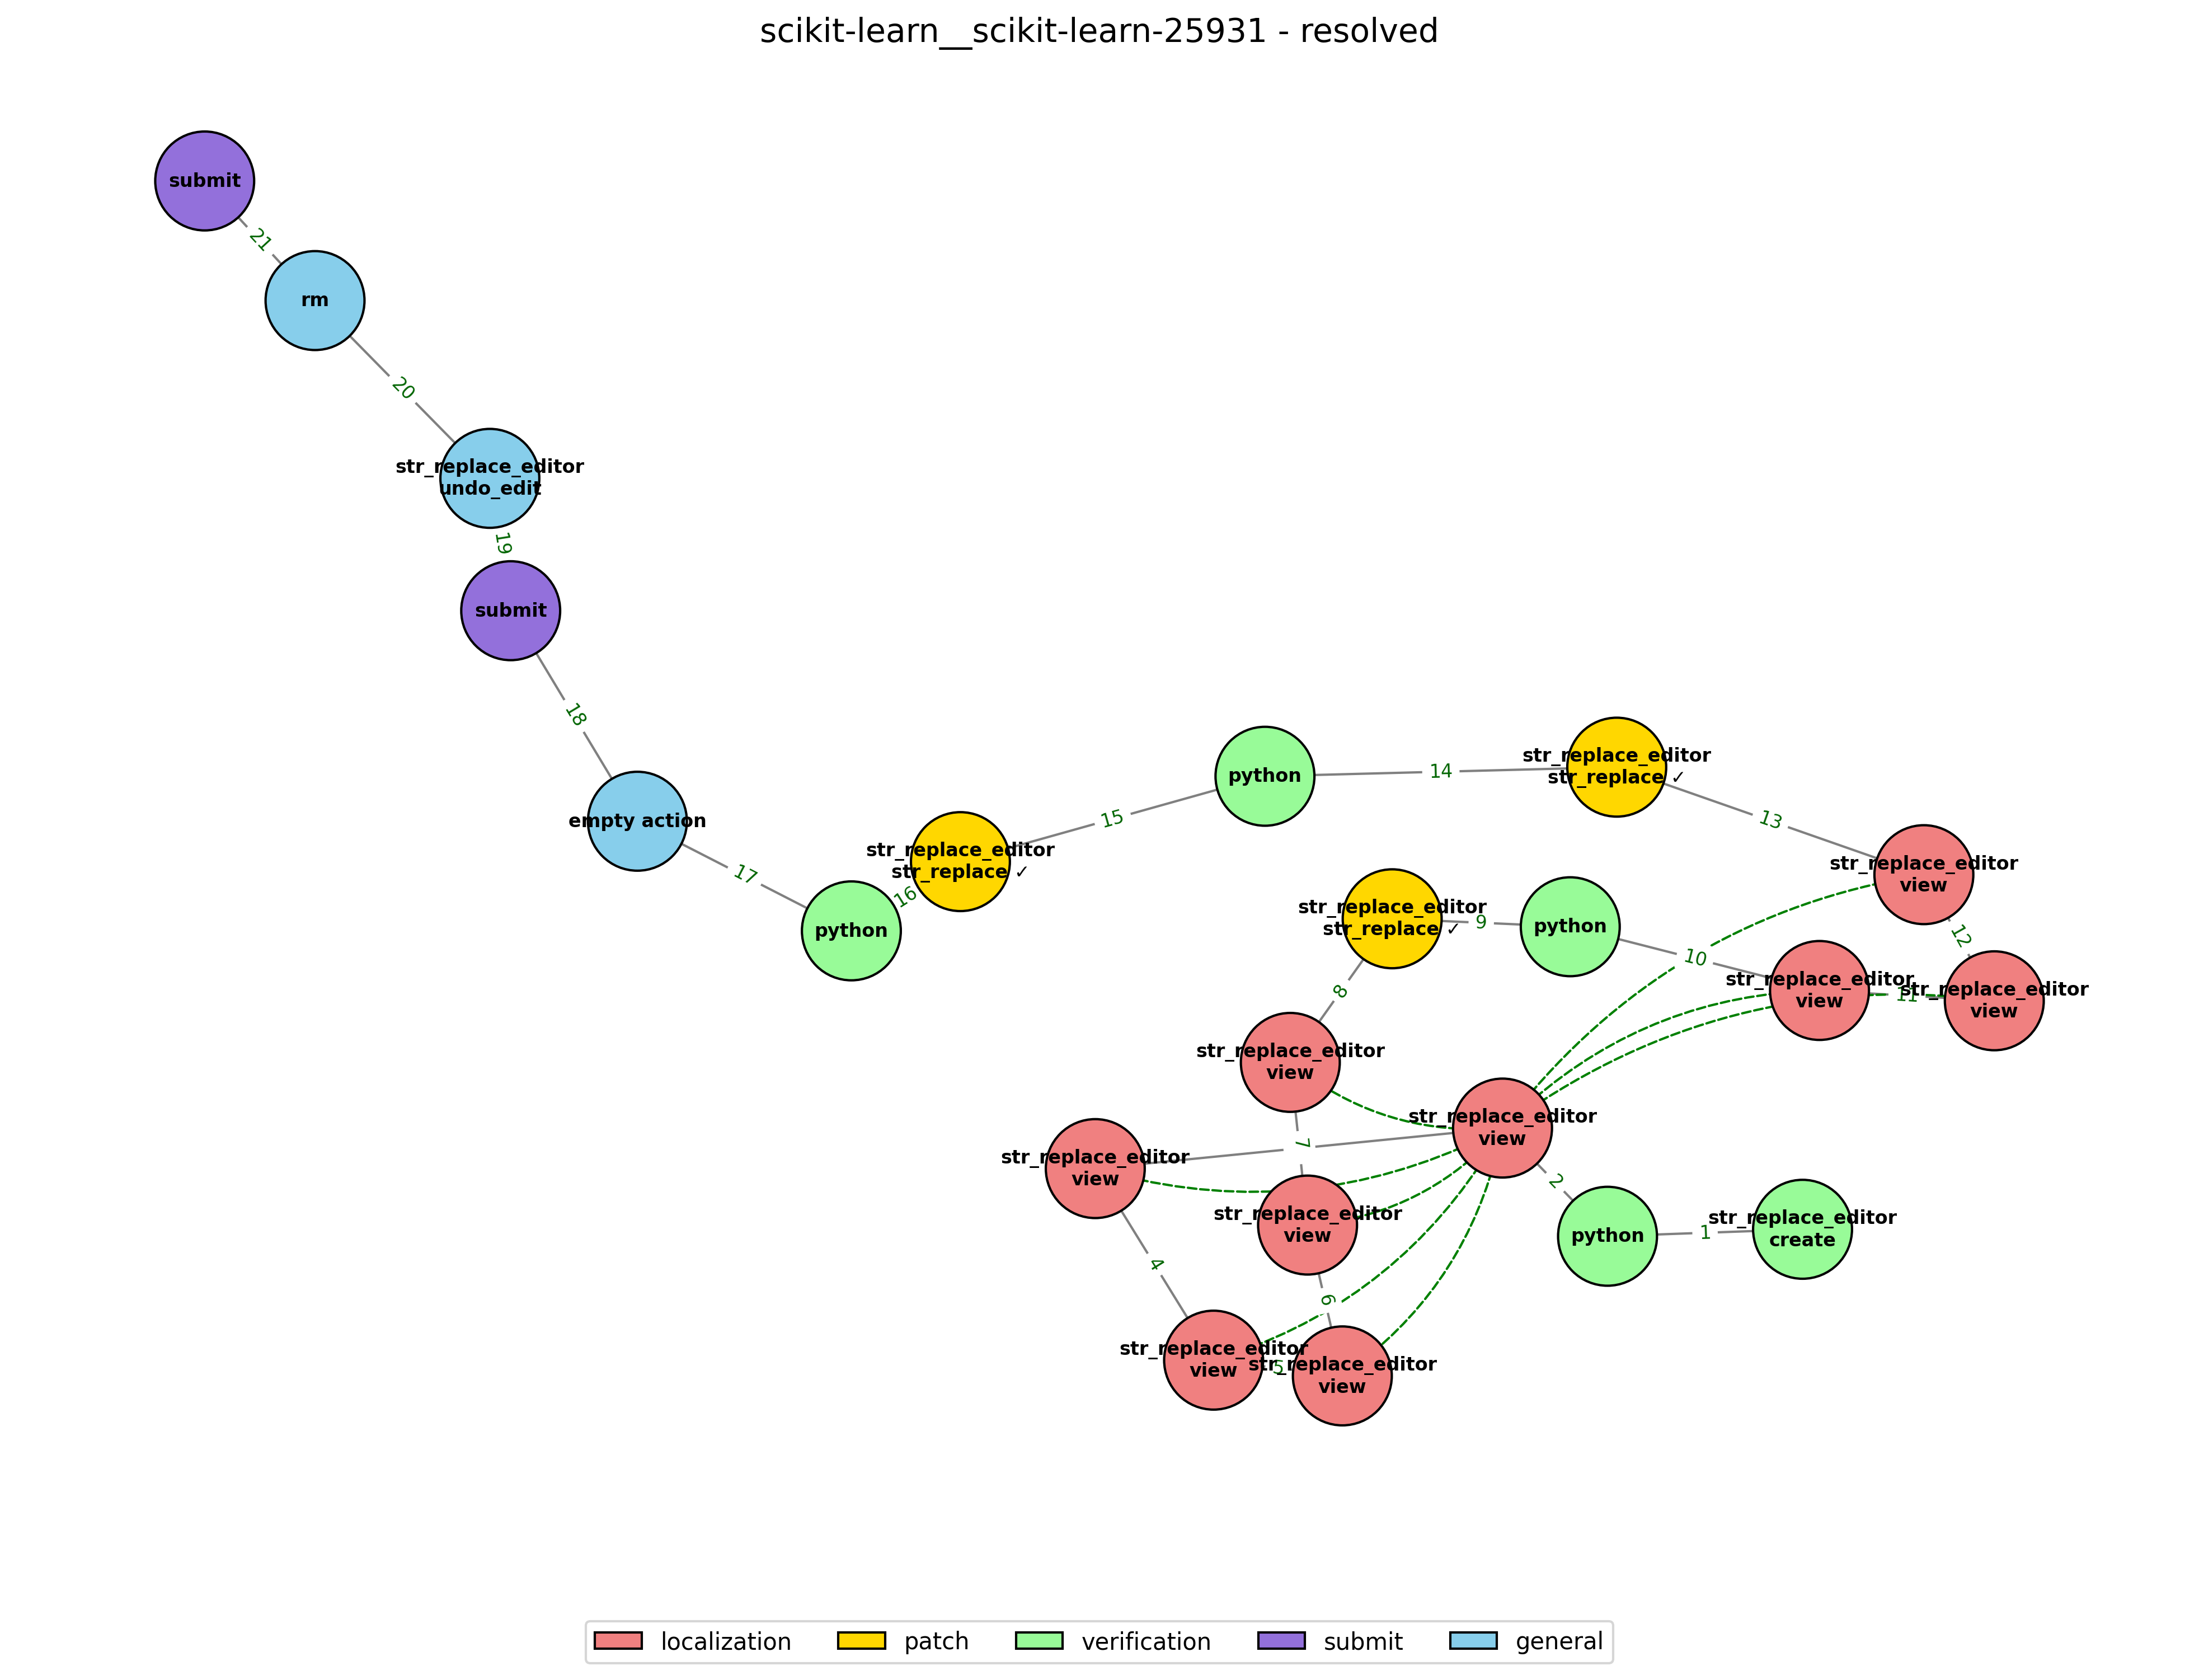 scikit-learn__scikit-learn-25931 - resolved
submit
21
rm
20
str_replace_editor
undo_edit
19
submit
18
empty action
17
python
16
str_replace_editor
str_replace ✓
15
python
14
str_replace_editor
str_replace ✓
13
str_replace_editor
view
12
str_replace_editor
view
11
str_replace_editor
view
10
python
9
str_replace_editor
str_replace ✓
8
str_replace_editor
view
7
str_replace_editor
view
6
str_replace_editor
view
5
str_replace_editor
view
4
str_replace_editor
view
str_replace_editor
view
2
python
1
str_replace_editor
create
localization
patch
verification
submit
general